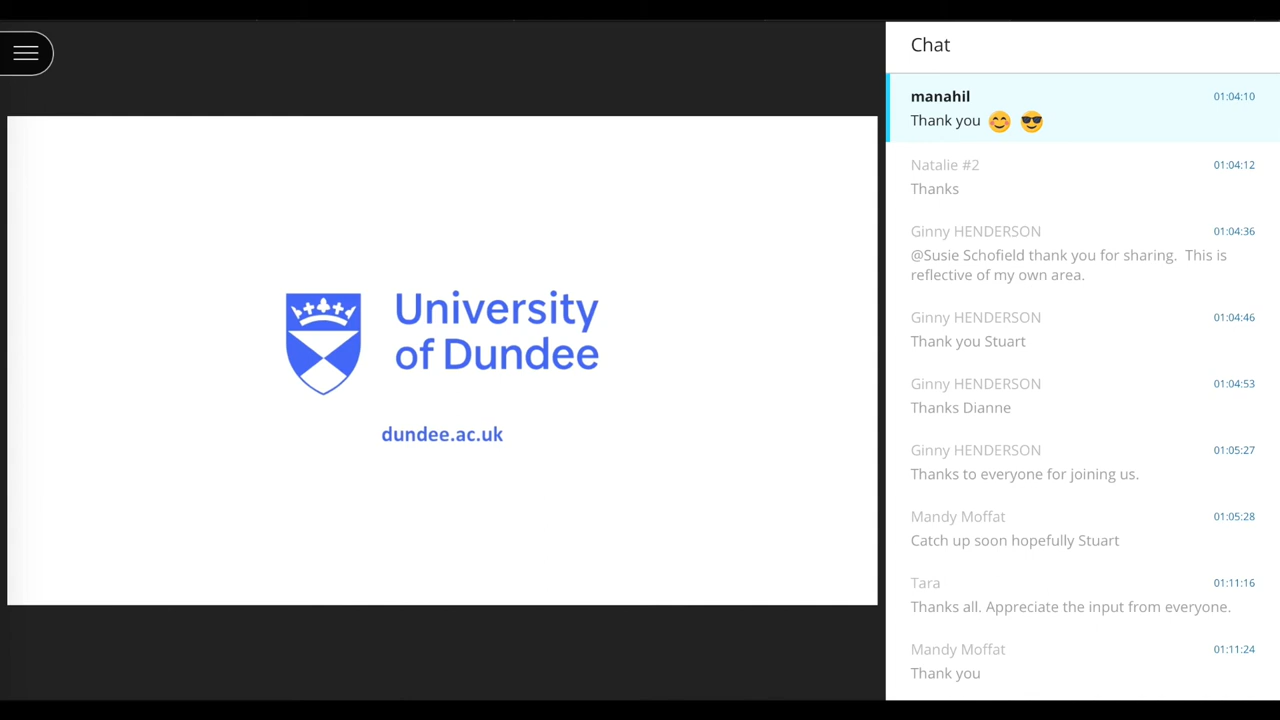 University
of Dundee
dundee.ac.uk
Chat
manahil 01:04:10
Thank you 😊 😎
Natalie #2 01:04:12
Thanks
Ginny HENDERSON 01:04:36
@Susie Schofield thank you for sharing.  This is
reflective of my own area.
Ginny HENDERSON 01:04:46
Thank you Stuart
Ginny HENDERSON 01:04:53
Thanks Dianne
Ginny HENDERSON 01:05:27
Thanks to everyone for joining us.
Mandy Moffat 01:05:28
Catch up soon hopefully Stuart
Tara 01:11:16
Thanks all. Appreciate the input from everyone.
Mandy Moffat 01:11:24
Thank you